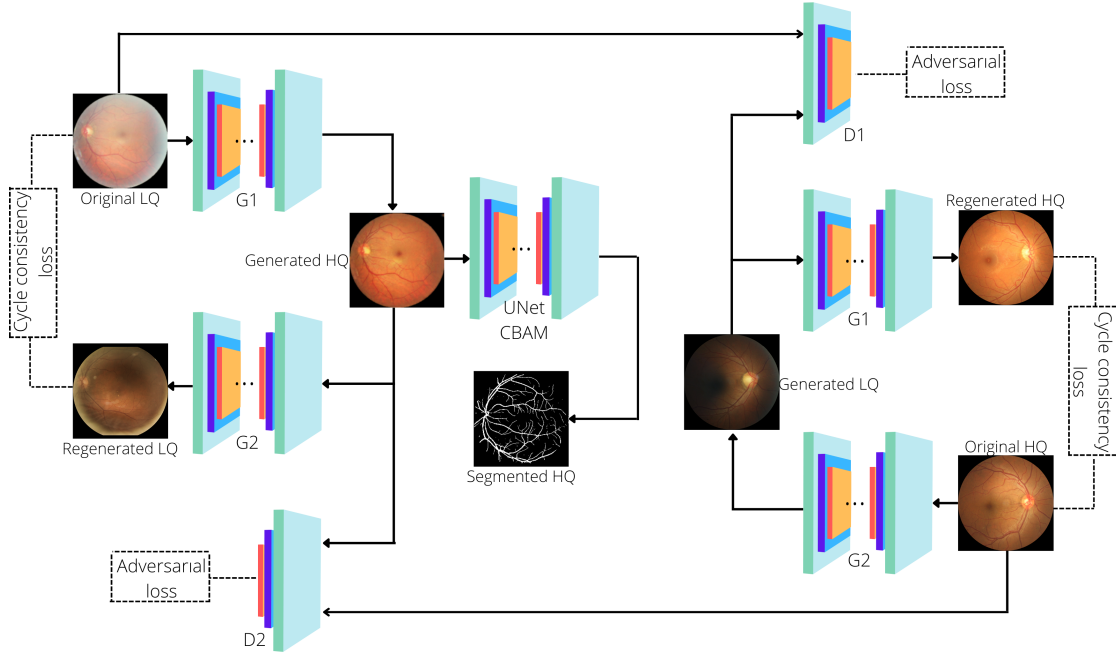 Adversarial
loss
D1
Original LQ
G1
Cycle consistency
loss
Generated HQ
UNet
CBAM
Regenerated HQ
G1
Cycle consistency
loss
Generated LQ
Regenerated LQ
G2
Segmented HQ
Original HQ
G2
Adversarial
loss
D2